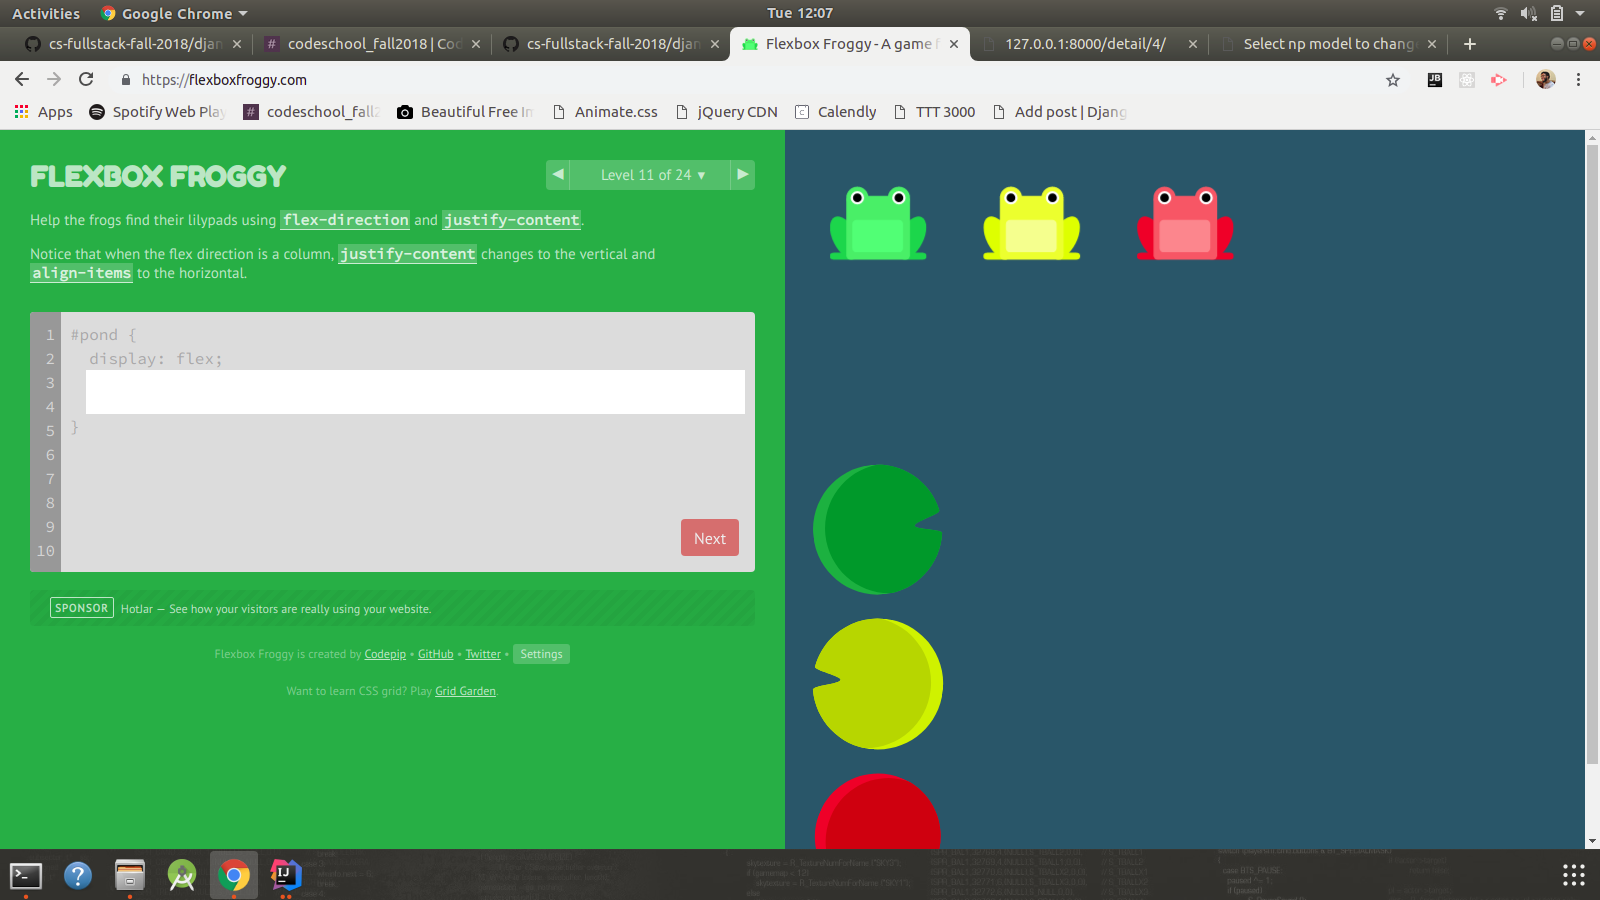 Activities Google Chrome Tue 12:07
cs-fullstack-fall-2018/djan codeschool_fall2018 | Cod cs-fullstack-fall-2018/djan Flexbox Froggy - A game f 127.0.0.1:8000/detail/4/ Select np model to chang
https://flexboxfroggy.com JB
Apps Spotify Web Play codeschool_fall2 Beautiful Free Im Animate.css jQuery CDN Calendly TTT 3000 Add post | Djang
FLEXBOX FROGGY
◀ Level 11 of 24 ▼ ▶
Help the frogs find their lilypads using flex-direction and justify-content.
Notice that when the flex direction is a column, justify-content changes to the vertical and
align-items to the horizontal.
1 #pond {
2 display: flex;
3
4
5 }
6
7
8
9
10
Next
SPONSOR HotJar — See how your visitors are really using your website.
Flexbox Froggy is created by Codepip • GitHub • Twitter • Settings
Want to learn CSS grid? Play Grid Garden.
IJ